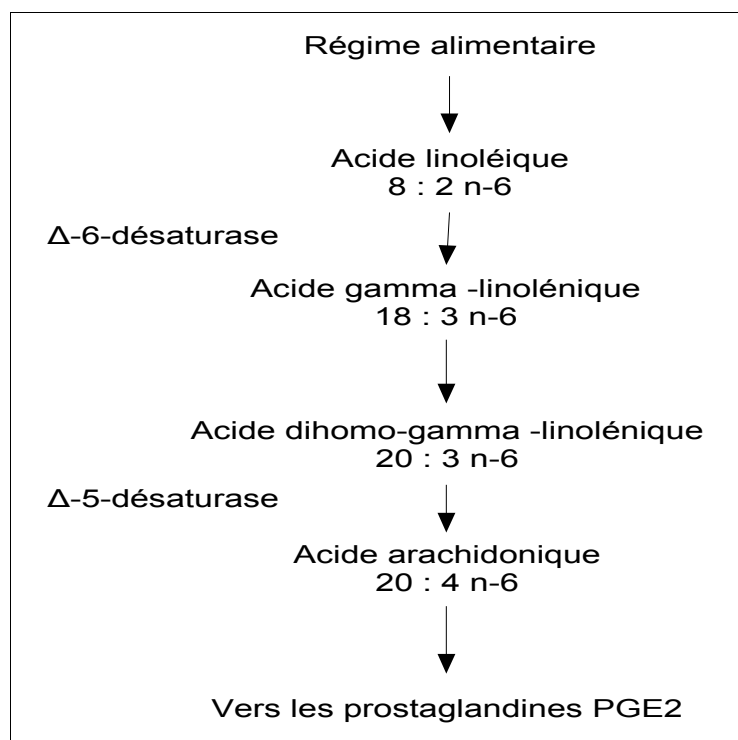 Régime alimentaire
Acide linoléique
8 : 2 n-6
Δ-6-désaturase
Acide gamma -linolénique
18 : 3 n-6
Acide dihomo-gamma -linolénique
20 : 3 n-6
Δ-5-désaturase
Acide arachidonique
20 : 4 n-6
Vers les prostaglandines PGE2